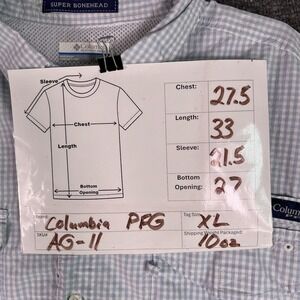 SUPER BONEHEAD
Columbia
Sleeve
Chest
Length
Bottom
Opening
Chest: 27.5
Length: 33
Sleeve: 21.5
Bottom
Opening: 27
Columbia PFG
Tag Size XL
SKU# AG-11
Shipping Weight Packaged: 10oz
Columbia